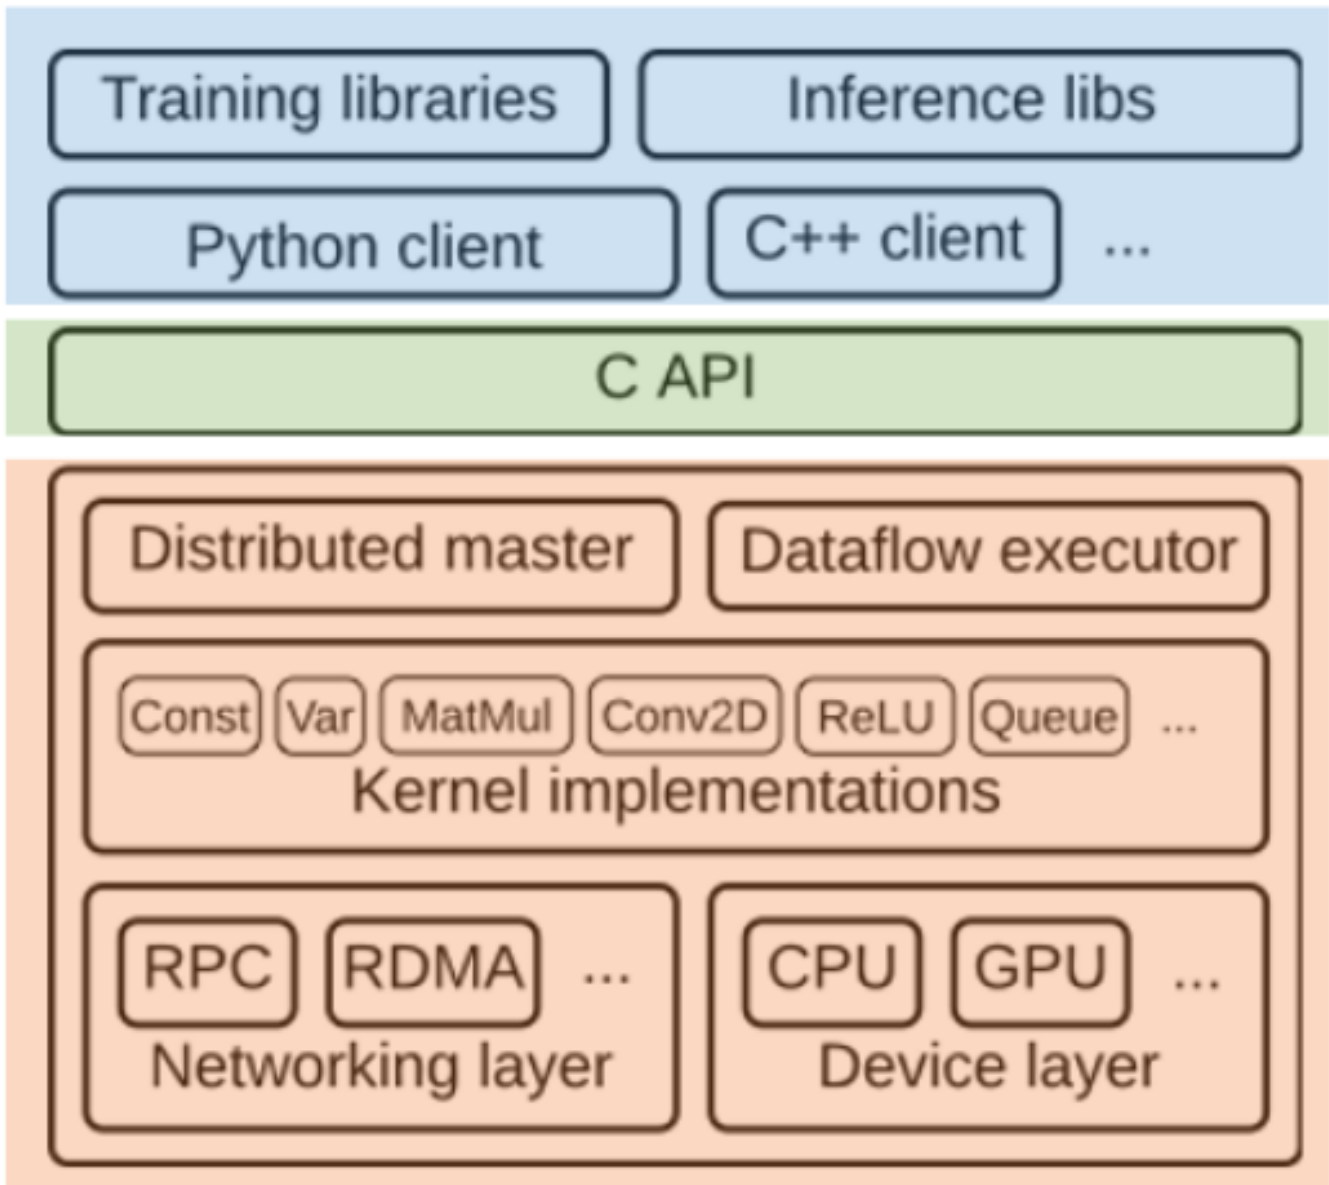 Training libraries
Inference libs
Python client
C++ client
...
C API
Distributed master
Dataflow executor
Const
Var
MatMul
Conv2D
ReLU
Queue
...
Kernel implementations
RPC
RDMA
...
Networking layer
CPU
GPU
...
Device layer